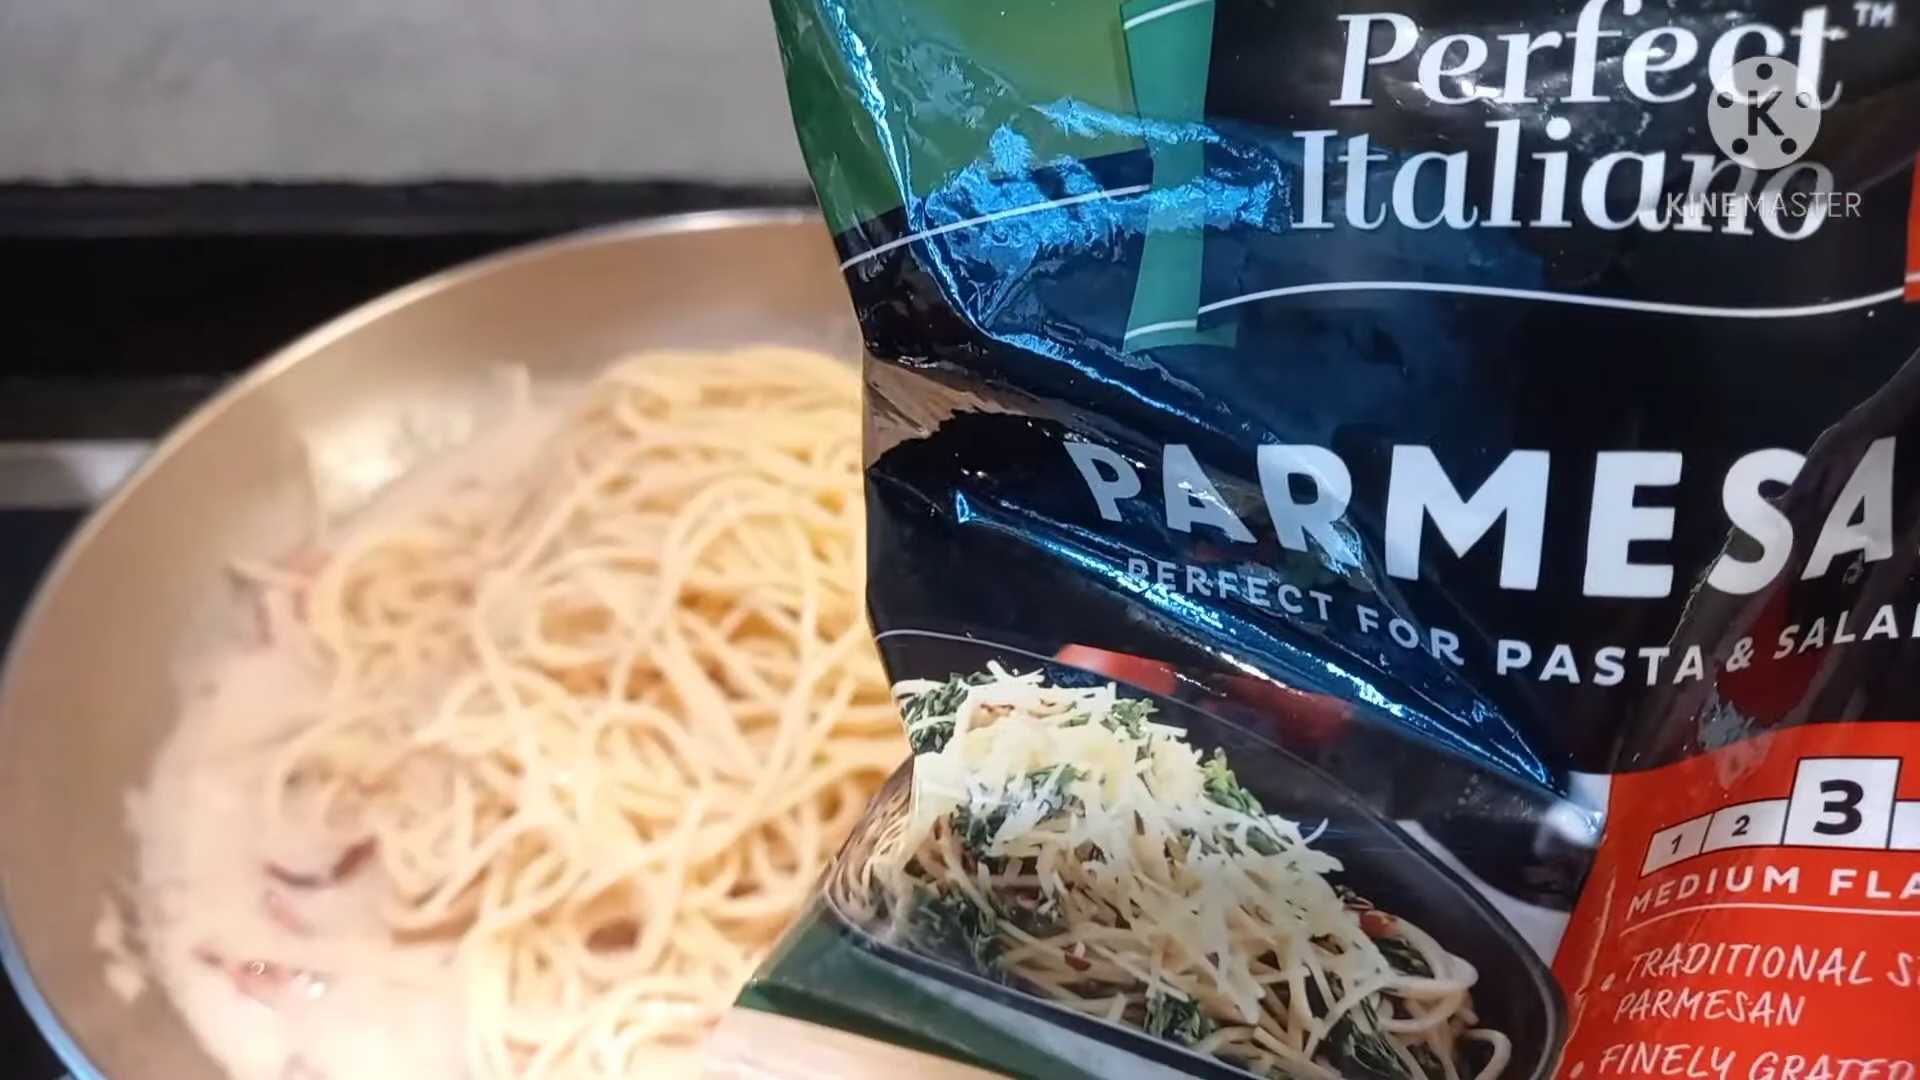 Perfect™
Italiano
K
KINEMASTER
PARMESA
PERFECT FOR PASTA & SALA
1 2 3
MEDIUM FLA
• TRADITIONAL S
PARMESAN
• FINELY GRATED